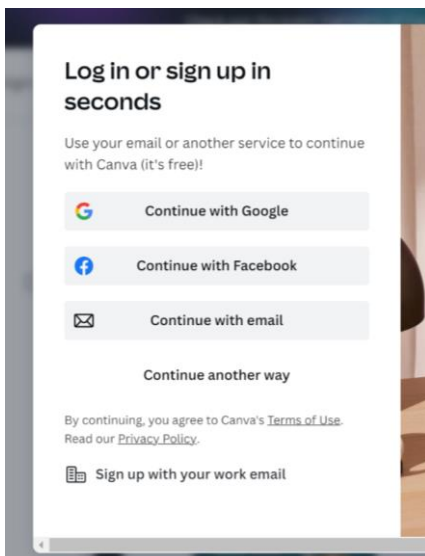 Log in or sign up in
seconds
Use your email or another service to continue
with Canva (it's free)!
Continue with Google
Continue with Facebook
Continue with email
Continue another way
By continuing, you agree to Canva's Terms of Use.
Read our Privacy Policy.
Sign up with your work email